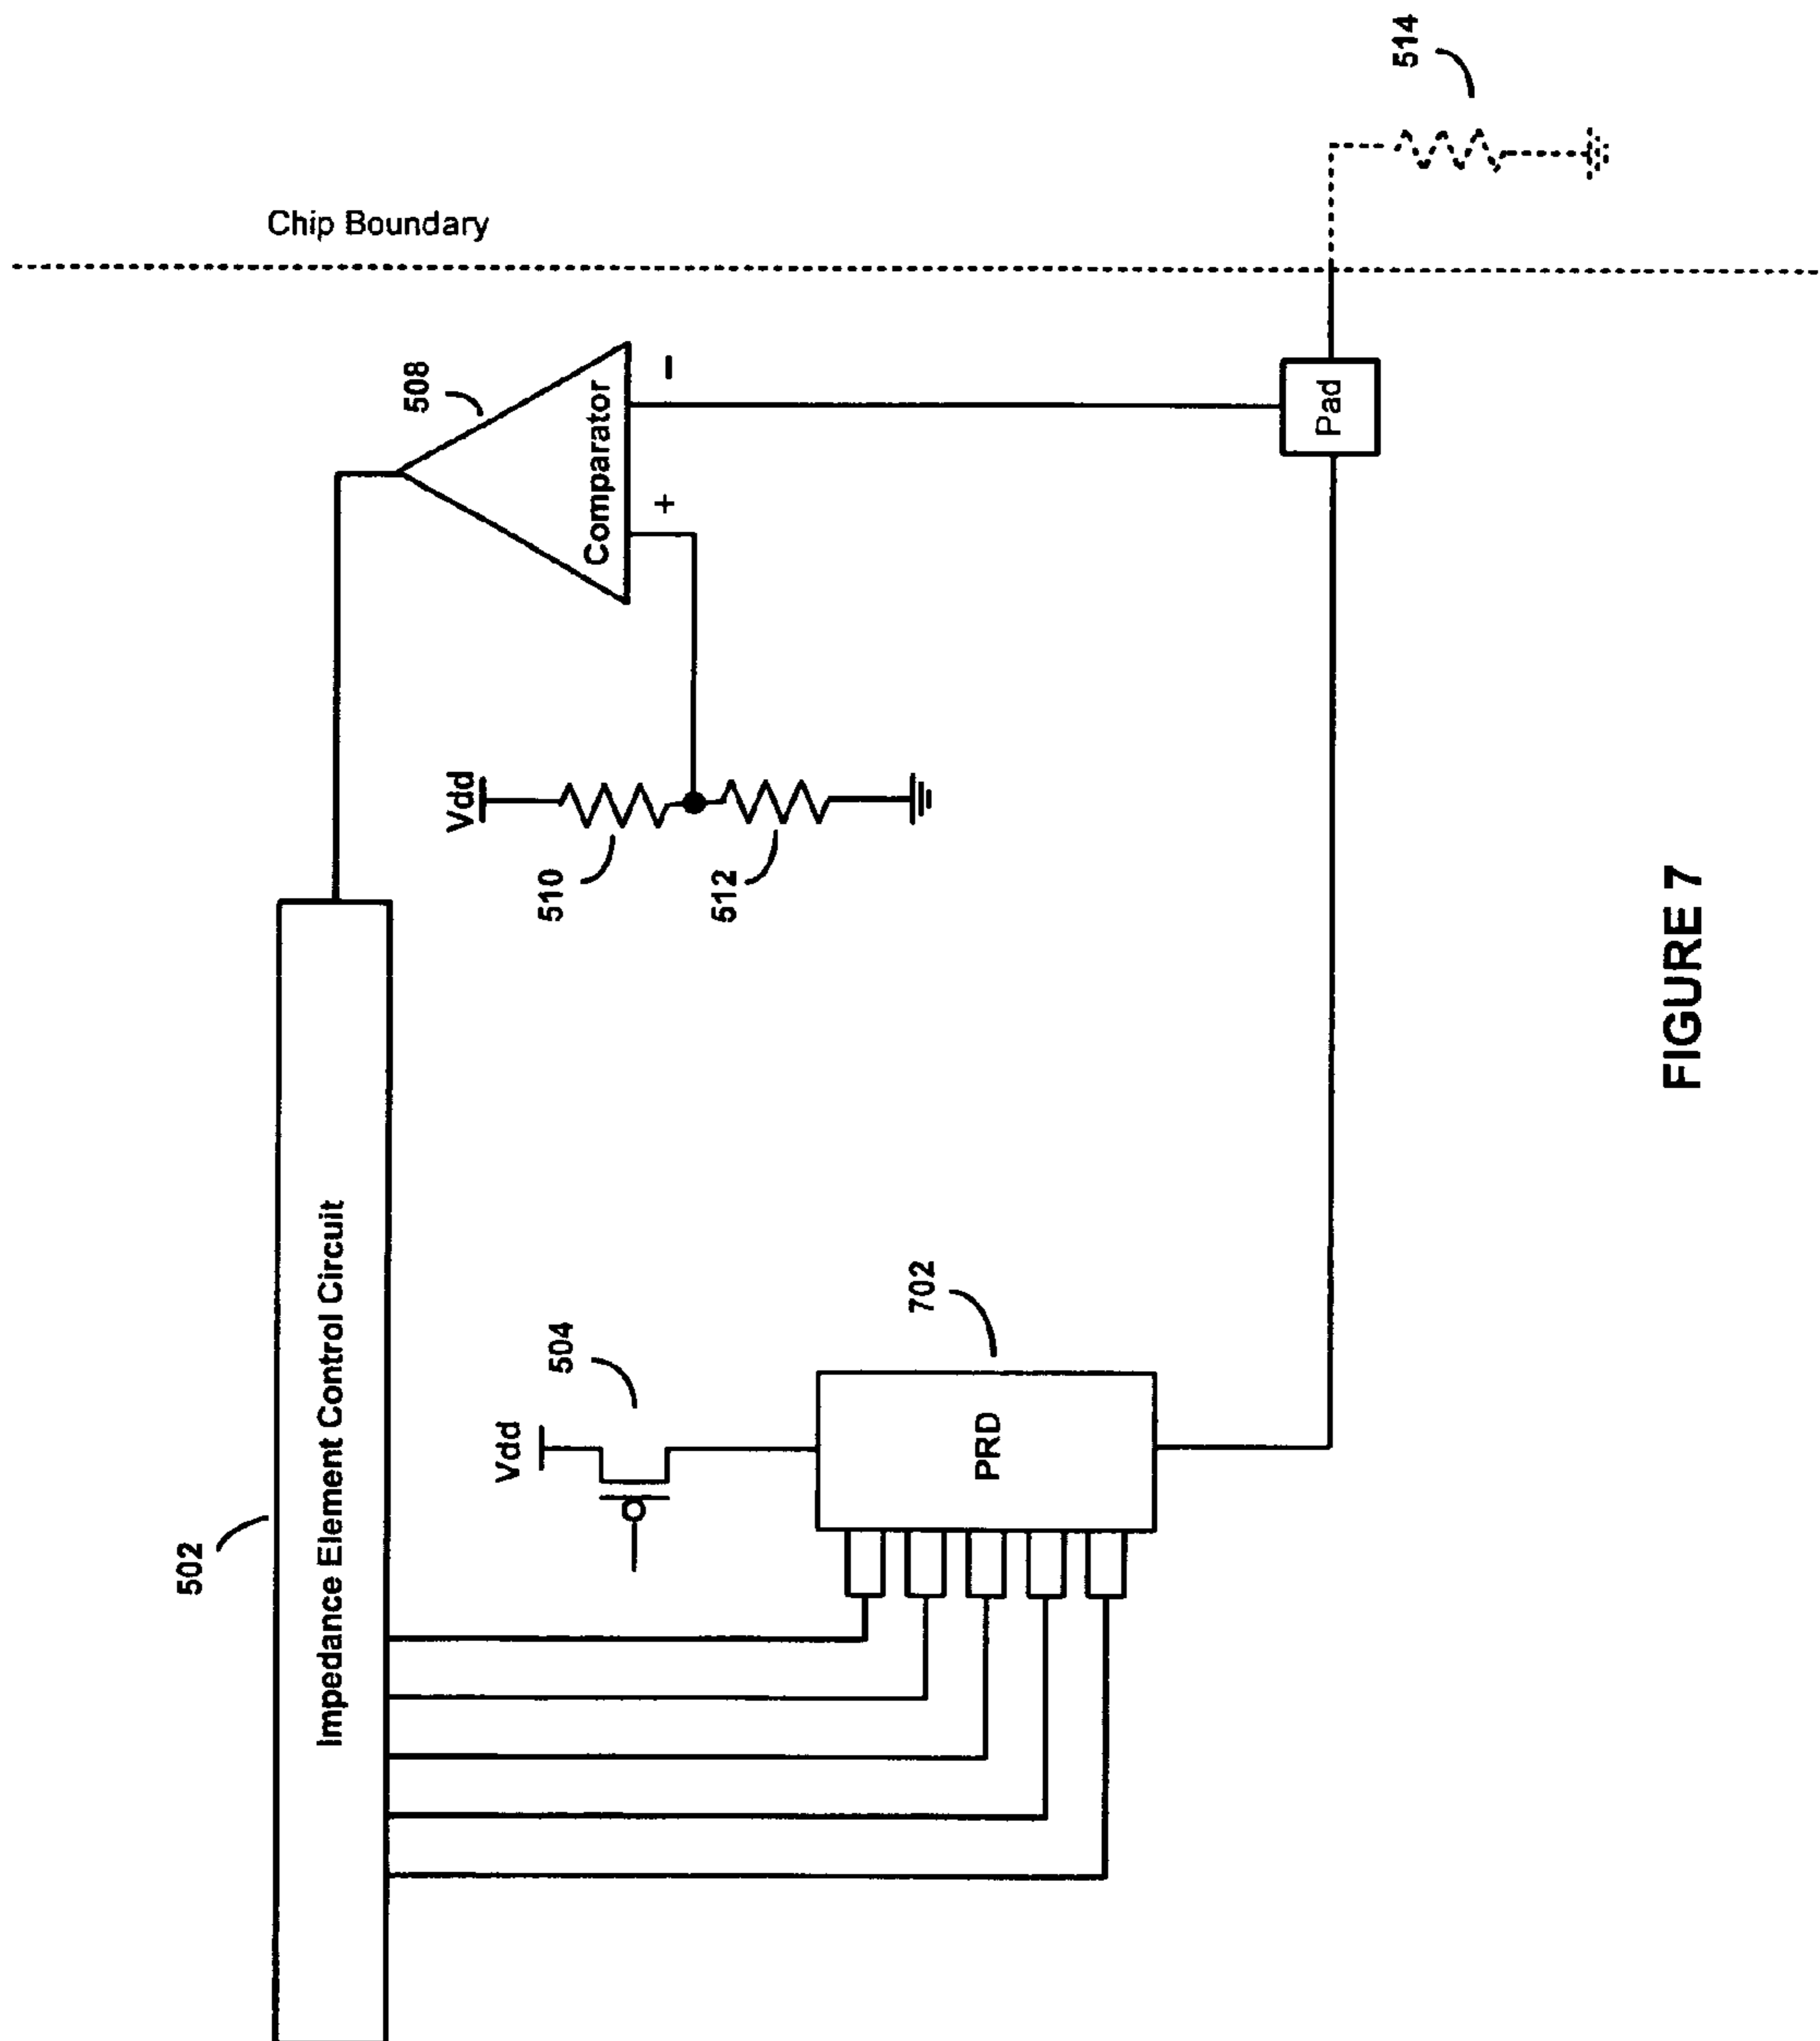 502
Impedance Element Control Circuit
Vdd
504
PRD
702
Vdd
510
512
508
Comparator
+
−
Pad
Chip Boundary
514
FIGURE 7